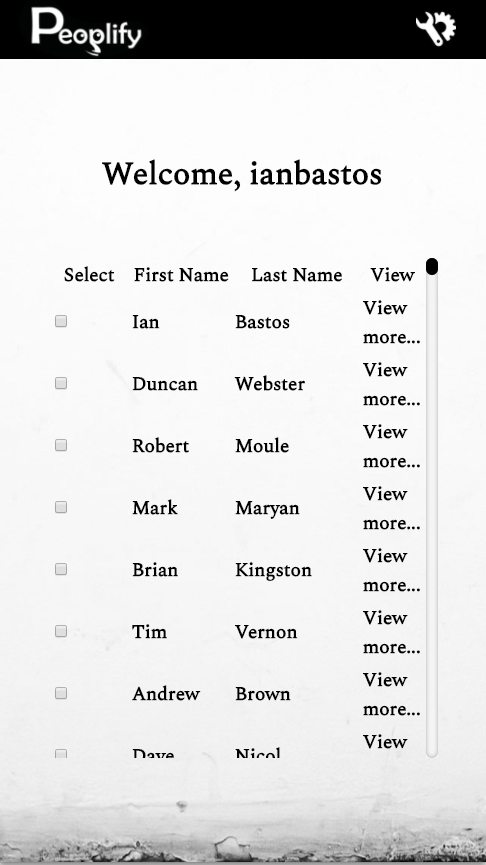 Peoplify
Welcome, ianbastos
Select First Name Last Name View
Ian Bastos View more...
Duncan Webster View more...
Robert Moule View more...
Mark Maryan View more...
Brian Kingston View more...
Tim Vernon View more...
Andrew Brown View more...
Dave Nicol View